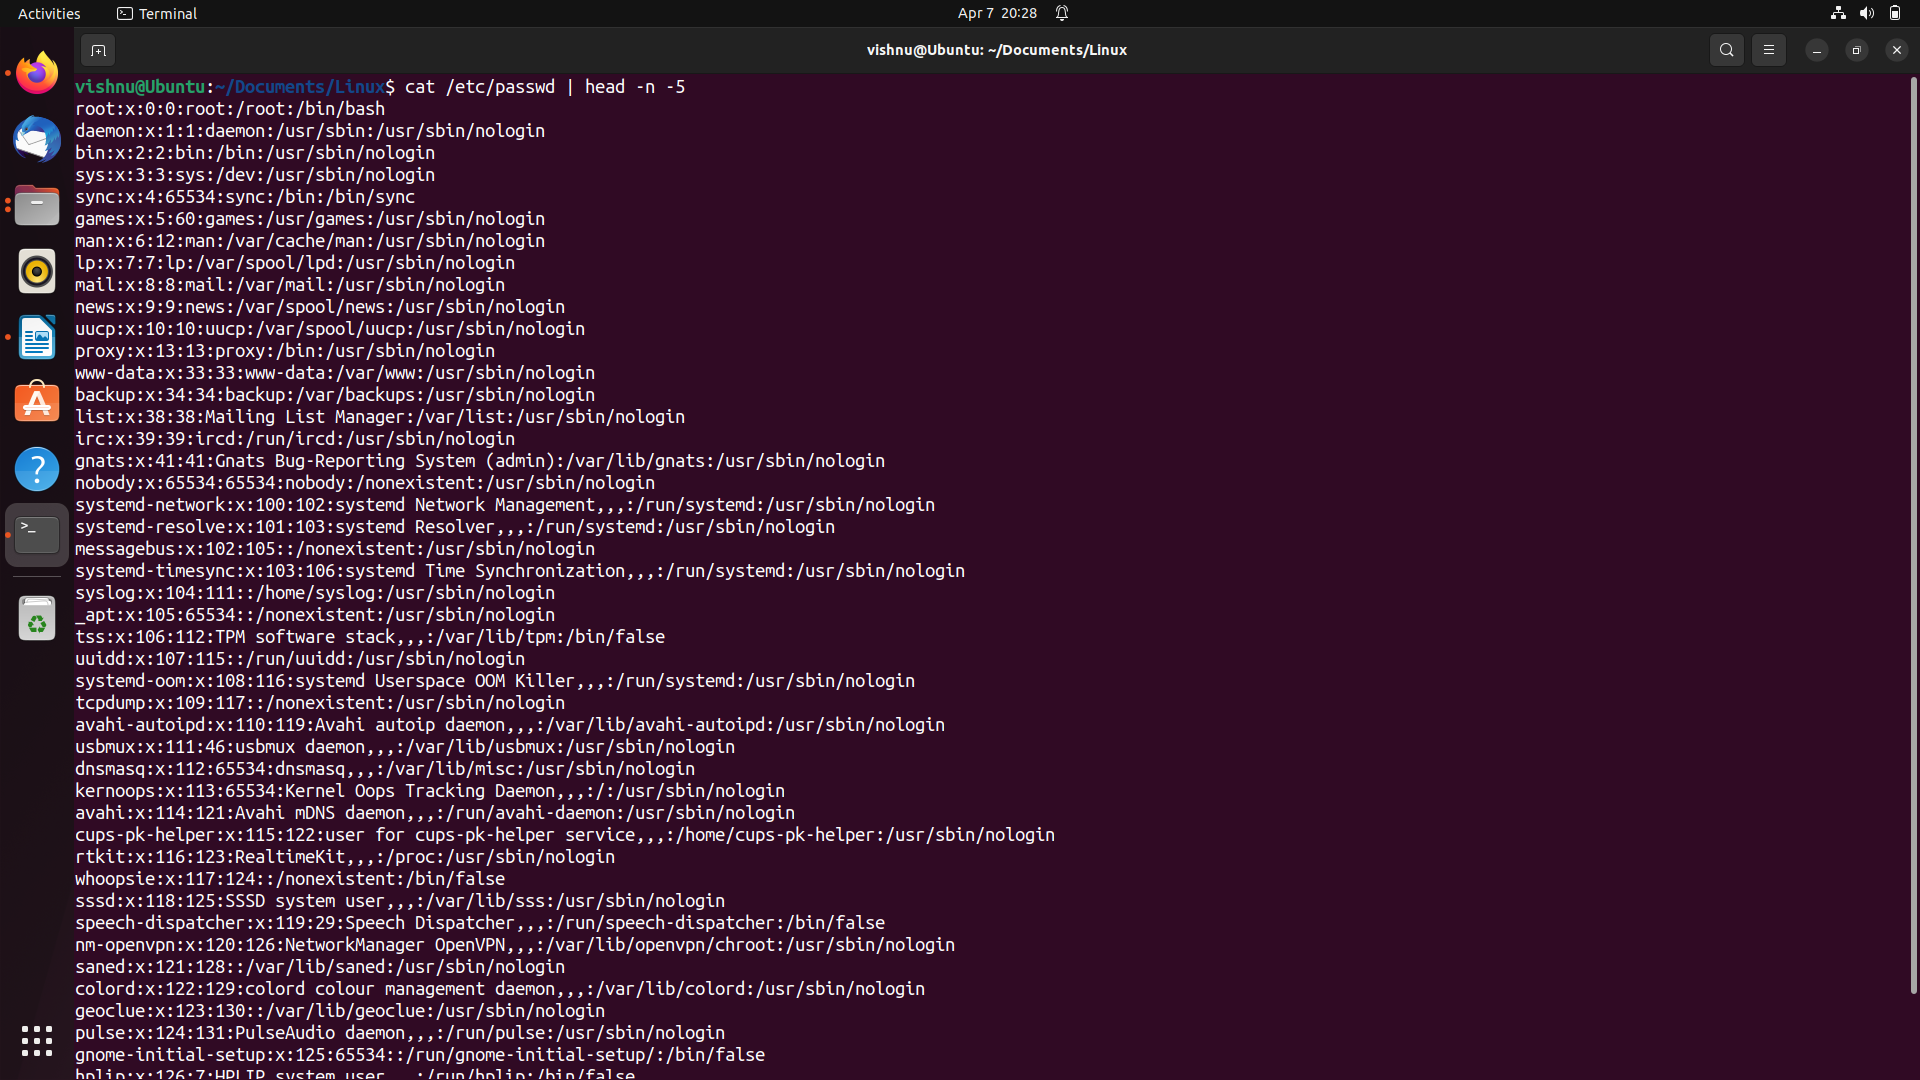 Activities Terminal Apr 7 20:28
vishnu@Ubuntu: ~/Documents/Linux
vishnu@Ubuntu:~/Documents/Linux$ cat /etc/passwd | head -n -5
root:x:0:0:root:/root:/bin/bash
daemon:x:1:1:daemon:/usr/sbin:/usr/sbin/nologin
bin:x:2:2:bin:/bin:/usr/sbin/nologin
sys:x:3:3:sys:/dev:/usr/sbin/nologin
sync:x:4:65534:sync:/bin:/bin/sync
games:x:5:60:games:/usr/games:/usr/sbin/nologin
man:x:6:12:man:/var/cache/man:/usr/sbin/nologin
lp:x:7:7:lp:/var/spool/lpd:/usr/sbin/nologin
mail:x:8:8:mail:/var/mail:/usr/sbin/nologin
news:x:9:9:news:/var/spool/news:/usr/sbin/nologin
uucp:x:10:10:uucp:/var/spool/uucp:/usr/sbin/nologin
proxy:x:13:13:proxy:/bin:/usr/sbin/nologin
www-data:x:33:33:www-data:/var/www:/usr/sbin/nologin
backup:x:34:34:backup:/var/backups:/usr/sbin/nologin
list:x:38:38:Mailing List Manager:/var/list:/usr/sbin/nologin
irc:x:39:39:ircd:/run/ircd:/usr/sbin/nologin
gnats:x:41:41:Gnats Bug-Reporting System (admin):/var/lib/gnats:/usr/sbin/nologin
nobody:x:65534:65534:nobody:/nonexistent:/usr/sbin/nologin
systemd-network:x:100:102:systemd Network Management,,,:/run/systemd:/usr/sbin/nologin
systemd-resolve:x:101:103:systemd Resolver,,,:/run/systemd:/usr/sbin/nologin
messagebus:x:102:105::/nonexistent:/usr/sbin/nologin
systemd-timesync:x:103:106:systemd Time Synchronization,,,:/run/systemd:/usr/sbin/nologin
syslog:x:104:111::/home/syslog:/usr/sbin/nologin
_apt:x:105:65534::/nonexistent:/usr/sbin/nologin
tss:x:106:112:TPM software stack,,,:/var/lib/tpm:/bin/false
uuidd:x:107:115::/run/uuidd:/usr/sbin/nologin
systemd-oom:x:108:116:systemd Userspace OOM Killer,,,:/run/systemd:/usr/sbin/nologin
tcpdump:x:109:117::/nonexistent:/usr/sbin/nologin
avahi-autoipd:x:110:119:Avahi autoip daemon,,,:/var/lib/avahi-autoipd:/usr/sbin/nologin
usbmux:x:111:46:usbmux daemon,,,:/var/lib/usbmux:/usr/sbin/nologin
dnsmasq:x:112:65534:dnsmasq,,,:/var/lib/misc:/usr/sbin/nologin
kernoops:x:113:65534:Kernel Oops Tracking Daemon,,,:/:/usr/sbin/nologin
avahi:x:114:121:Avahi mDNS daemon,,,:/run/avahi-daemon:/usr/sbin/nologin
cups-pk-helper:x:115:122:user for cups-pk-helper service,,,:/home/cups-pk-helper:/usr/sbin/nologin
rtkit:x:116:123:RealtimeKit,,,:/proc:/usr/sbin/nologin
whoopsie:x:117:124::/nonexistent:/bin/false
sssd:x:118:125:SSSD system user,,,:/var/lib/sss:/usr/sbin/nologin
speech-dispatcher:x:119:29:Speech Dispatcher,,,:/run/speech-dispatcher:/bin/false
nm-openvpn:x:120:126:NetworkManager OpenVPN,,,:/var/lib/openvpn/chroot:/usr/sbin/nologin
saned:x:121:128::/var/lib/saned:/usr/sbin/nologin
colord:x:122:129:colord colour management daemon,,,:/var/lib/colord:/usr/sbin/nologin
geoclue:x:123:130::/var/lib/geoclue:/usr/sbin/nologin
pulse:x:124:131:PulseAudio daemon,,,:/run/pulse:/usr/sbin/nologin
gnome-initial-setup:x:125:65534::/run/gnome-initial-setup/:/bin/false
hplip:x:126:7:HPLIP system user,,,:/run/hplip:/bin/false